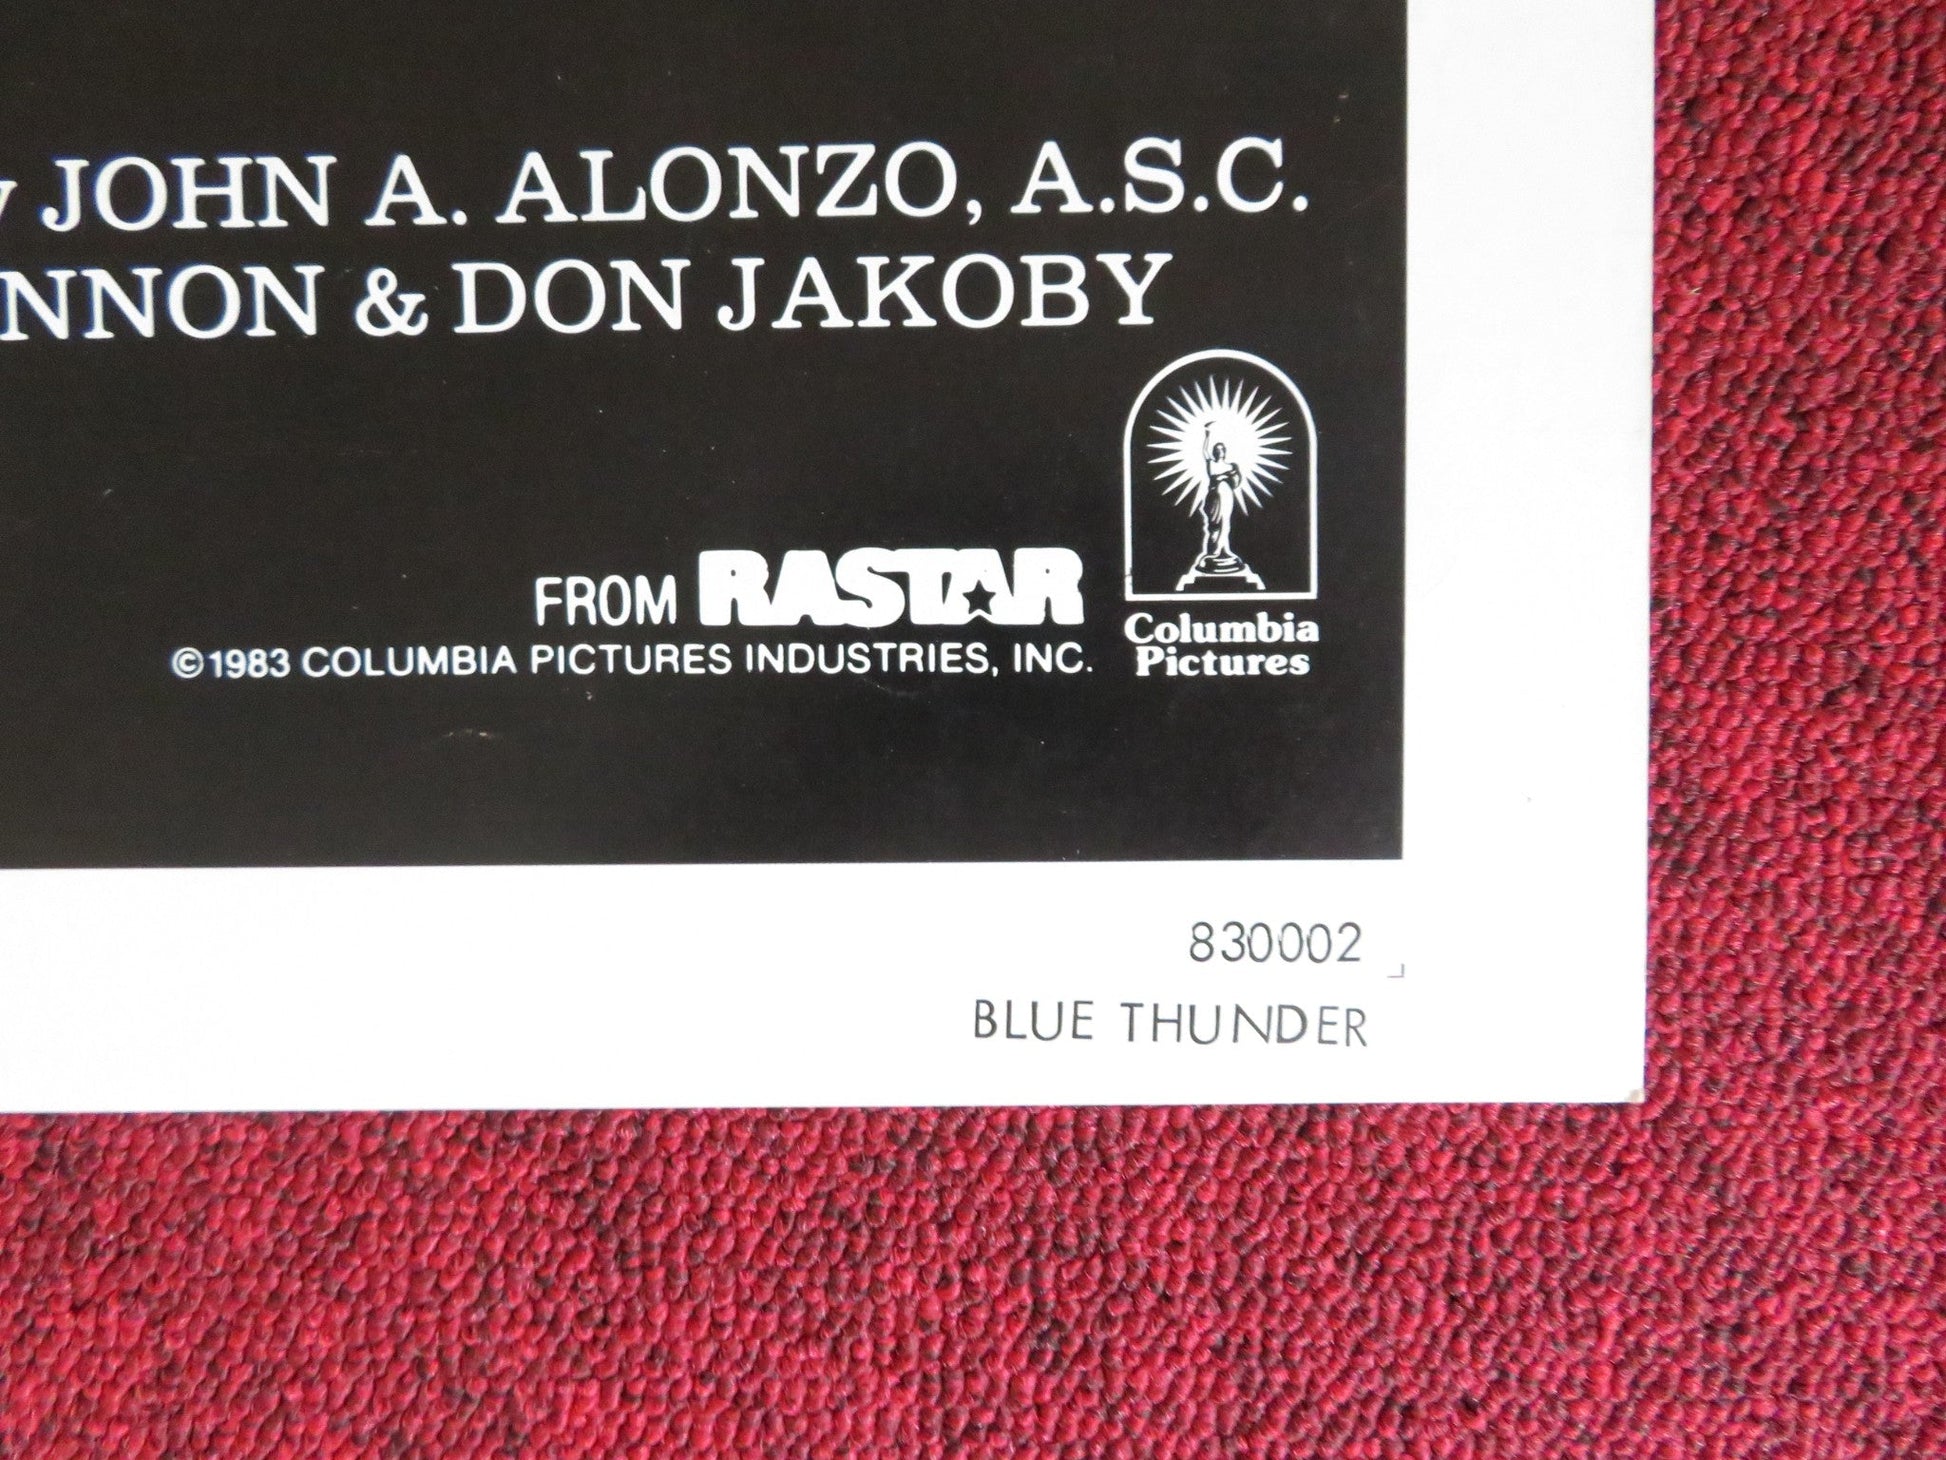 JOHN A. ALONZO, A.S.C.
NNON & DON JAKOBY
FROM RASTAR
©1983 COLUMBIA PICTURES INDUSTRIES, INC.
Columbia
Pictures
830002
BLUE THUNDER